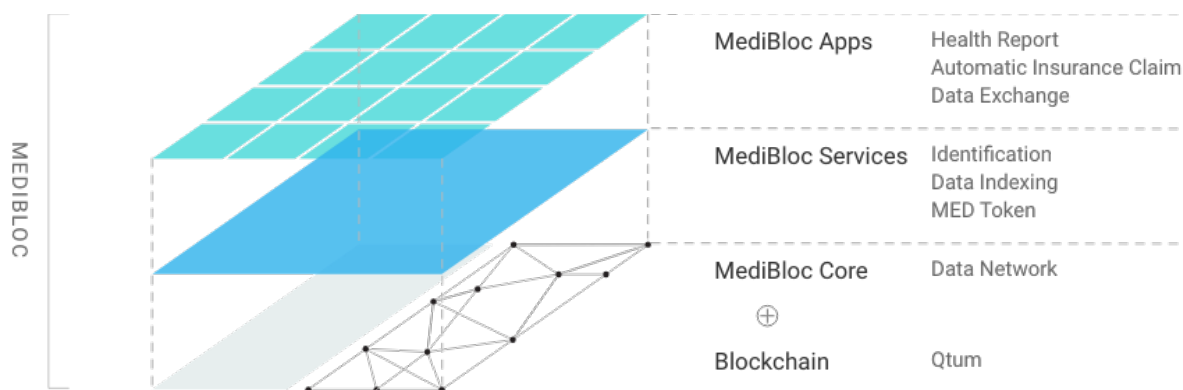 MEDIBLOC
MediBloc Apps
Health Report
Automatic Insurance Claim
Data Exchange
MediBloc Services
Identification
Data Indexing
MED Token
MediBloc Core
Data Network
Blockchain
Qtum